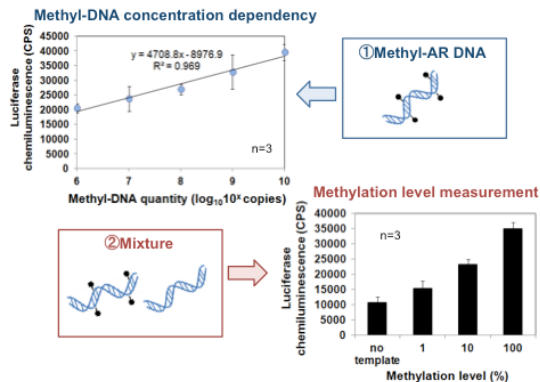 Methyl-DNA concentration dependency
Luciferase
chemiluminescence (CPS)
45000
40000
35000
30000
25000
20000
15000
10000
5000
0
y = 4708.8x - 8976.9
R² = 0.969
n=3
6 7 8 9 10
Methyl-DNA quantity (log₁₀10ˣ copies)
①Methyl-AR DNA
②Mixture
Methylation level measurement
Luciferase
chemiluminescence (CPS)
40000
35000
30000
25000
20000
15000
10000
5000
0
n=3
no
template
1 10 100
Methylation level (%)